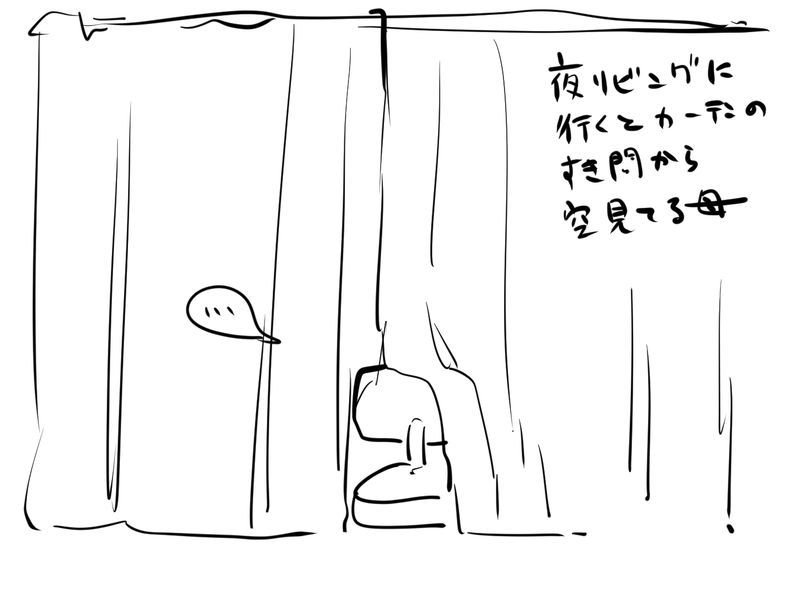 夜リビングに
行くとカーテンの
すき間から
空見てる母
…